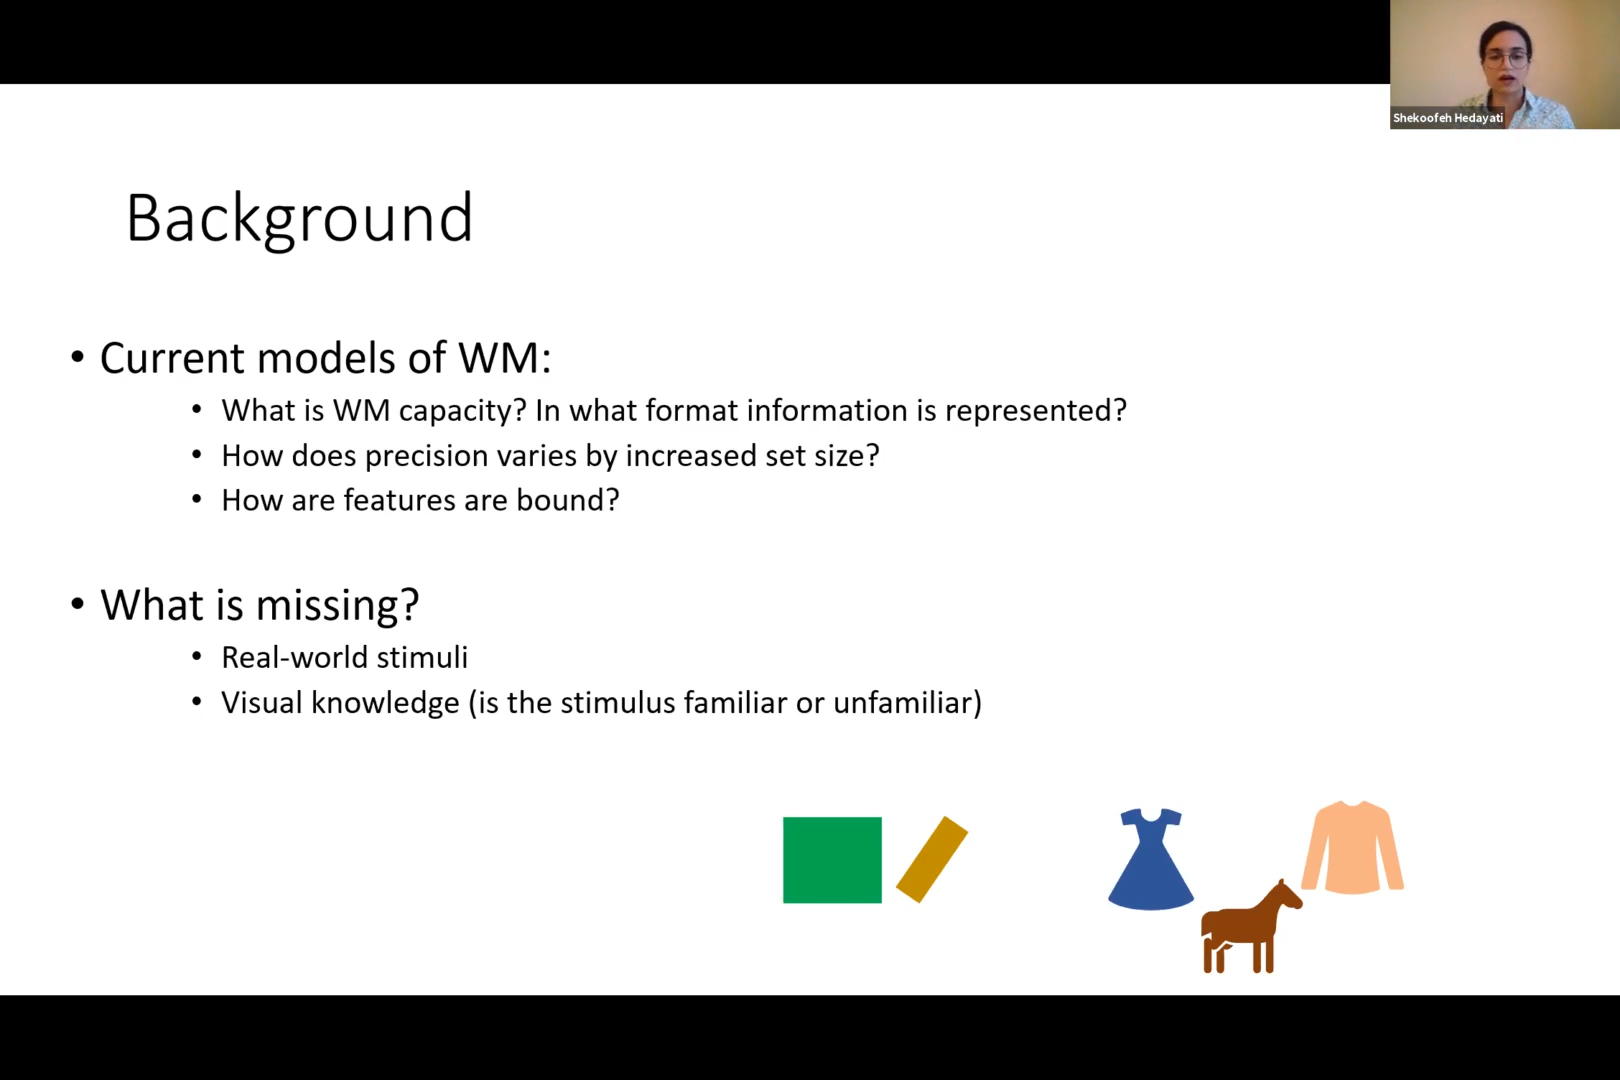 Shekoofeh Hedayati
Background
• Current models of WM:
• What is WM capacity? In what format information is represented?
• How does precision varies by increased set size?
• How are features are bound?
• What is missing?
• Real-world stimuli
• Visual knowledge (is the stimulus familiar or unfamiliar)